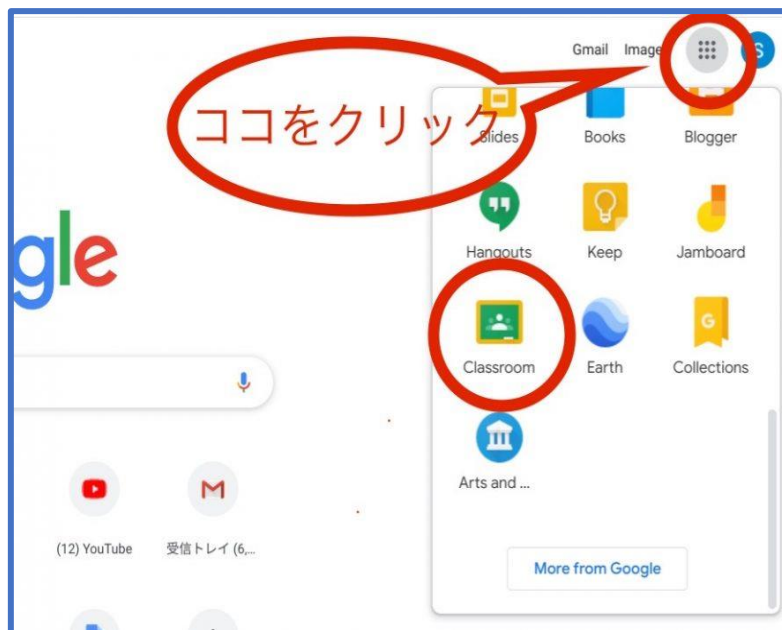 Gmail Image
S
ココをクリック
Slides Books Blogger
Hangouts Keep Jamboard
gle
G
Classroom Earth Collections
Arts and ...
(12) YouTube 受信トレイ (6,...
More from Google